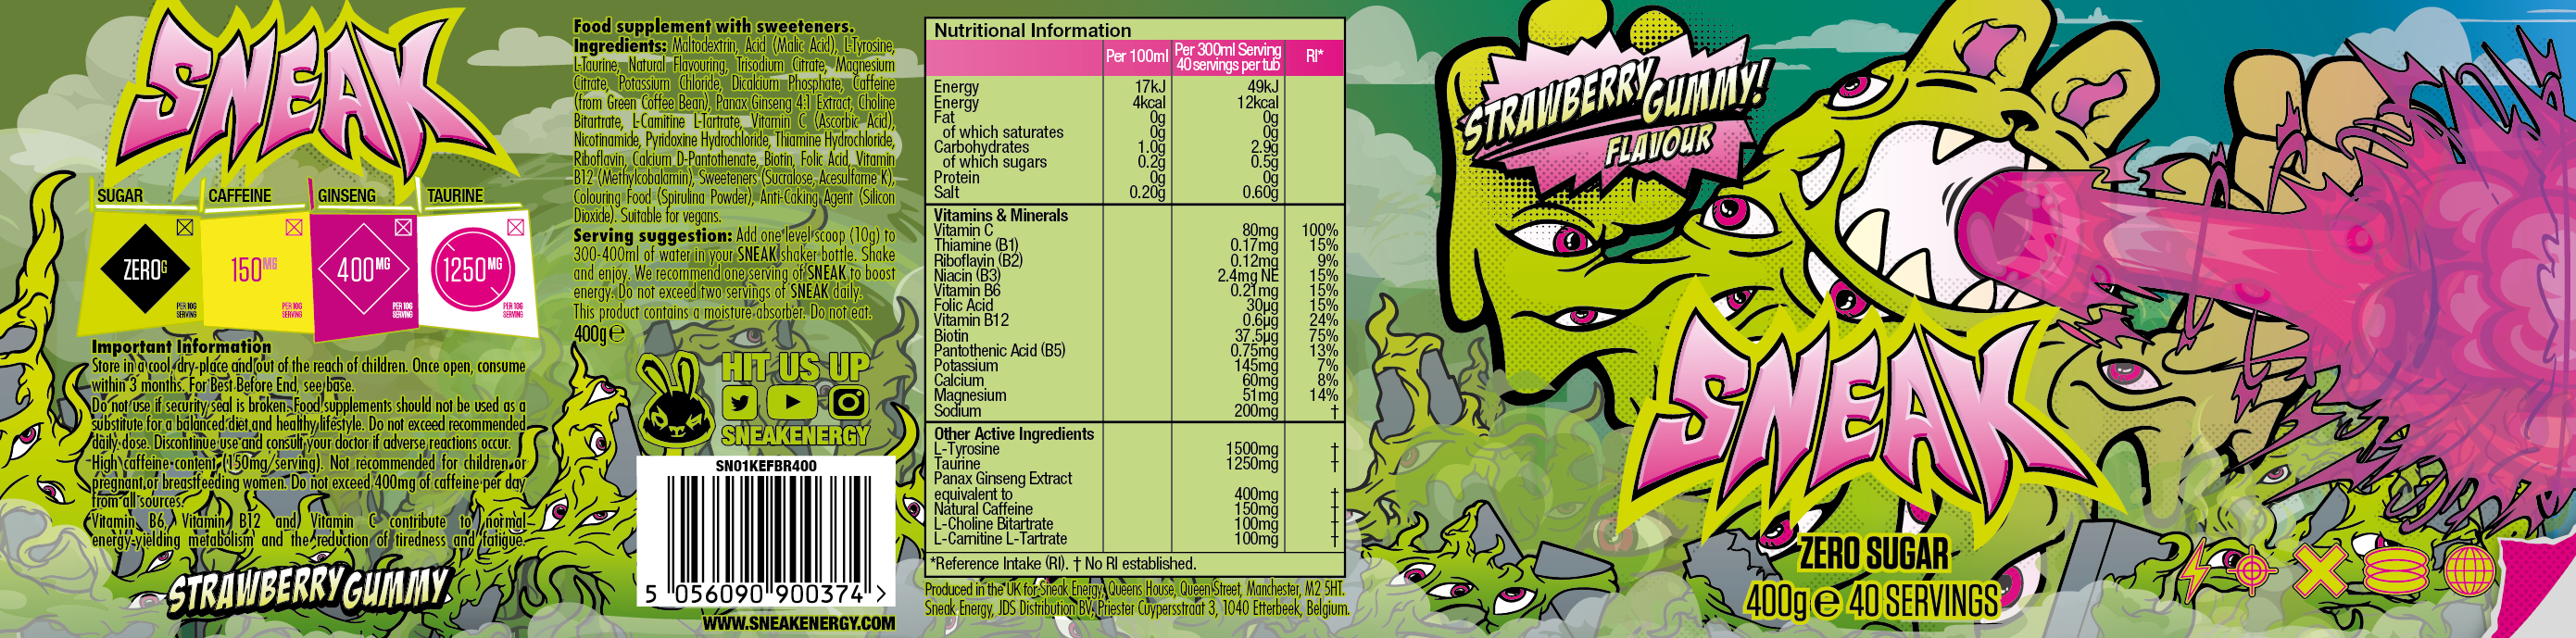 SNEAK
SUGAR
ZEROG
PER 10G
SERVING
CAFFEINE
150MG
PER 10G
SERVING
GINSENG
400MG
PER 10G
SERVING
TAURINE
1250MG
PER 10G
SERVING
Important Information
Store in a cool, dry-place and out of the reach of children. Once open, consume
within 3 months. For Best Before End, see base.
Do not use if security seal is broken. Food supplements should not be used as a
substitute for a balanced diet and healthy lifestyle. Do not exceed recommended
daily dose. Discontinue use and consult your doctor if adverse reactions occur.
High caffeine content (150mg/serving). Not recommended for children or
pregnant or breastfeeding women. Do not exceed 400mg of caffeine per day
from all sources.
Vitamin B6, Vitamin B12 and Vitamin C contribute to normal
energy-yielding metabolism and the reduction of tiredness and fatigue.
STRAWBERRY GUMMY
Food supplement with sweeteners.
Ingredients: Maltodextrin, Acid (Malic Acid), L-Tyrosine,
L-Taurine, Natural Flavouring, Trisodium Citrate, Magnesium
Citrate, Potassium Chloride, Dicalcium Phosphate, Caffeine
(from Green Coffee Bean), Panax Ginseng 4:1 Extract, Choline
Bitartrate, L-Carnitine L-Tartrate, Vitamin C (Ascorbic Acid),
Nicotinamide, Pyridoxine Hydrochloride, Thiamine Hydrochloride,
Riboflavin, Calcium D-Pantothenate, Biotin, Folic Acid, Vitamin
B12 (Methylcobalamin), Sweeteners (Sucralose, Acesulfame K),
Colouring Food (Spirulina Powder), Anti-Caking Agent (Silicon
Dioxide). Suitable for vegans.
Serving suggestion: Add one level scoop (10g) to
300-400ml of water in your SNEAK shaker bottle. Shake
and enjoy. We recommend one serving of SNEAK to boost
energy. Do not exceed two servings of SNEAK daily.
This product contains a moisture absorber. Do not eat.
400g℮
HIT US UP
SNEAKENERGY
SN01KEFBR400
5 056090 900374 >
WWW.SNEAKENERGY.COM
Nutritional Information
Per 100ml Per 300ml Serving 40 servings per tub RI*
Energy 17kJ 49kJ
Energy 4kcal 12kcal
Fat 0g 0g
of which saturates 0g 0g
Carbohydrates 1.0g 2.9g
of which sugars 0.2g 0.5g
Protein 0g 0g
Salt 0.20g 0.60g
Vitamins & Minerals
Vitamin C 80mg 100%
Thiamine (B1) 0.17mg 15%
Riboflavin (B2) 0.12mg 9%
Niacin (B3) 2.4mg NE 15%
Vitamin B6 0.21mg 15%
Folic Acid 30µg 15%
Vitamin B12 0.6µg 24%
Biotin 37.5µg 75%
Pantothenic Acid (B5) 0.75mg 13%
Potassium 145mg 7%
Calcium 60mg 8%
Magnesium 51mg 14%
Sodium 200mg †
Other Active Ingredients
L-Tyrosine 1500mg †
Taurine 1250mg †
Panax Ginseng Extract
equivalent to 400mg †
Natural Caffeine 150mg †
L-Choline Bitartrate 100mg †
L-Carnitine L-Tartrate 100mg †
*Reference Intake (RI). † No RI established.
Produced in the UK for Sneak Energy, Queens House, Queen Street, Manchester, M2 5HT.
Sneak Energy, JDS Distribution BV, Priester Cuypersstraat 3, 1040 Etterbeek, Belgium.
STRAWBERRY GUMMY!
FLAVOUR
SNEAK
ZERO SUGAR
400g℮ 40 SERVINGS